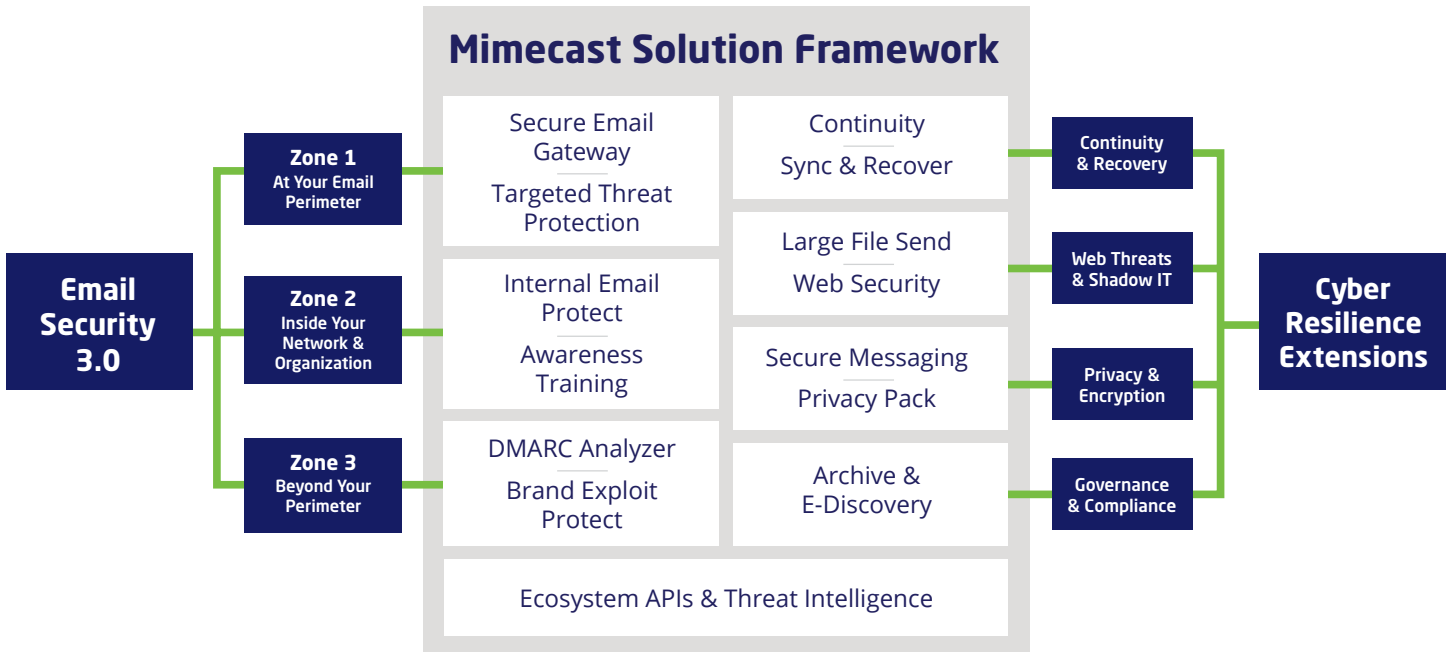 Mimecast Solution Framework
Email
Security
3.0
Zone 1
At Your Email
Perimeter
Zone 2
Inside Your
Network &
Organization
Zone 3
Beyond Your
Perimeter
Secure Email
Gateway
Targeted Threat
Protection
Internal Email
Protect
Awareness
Training
DMARC Analyzer
Brand Exploit
Protect
Continuity
Sync & Recover
Large File Send
Web Security
Secure Messaging
Privacy Pack
Archive &
E-Discovery
Ecosystem APIs & Threat Intelligence
Continuity
& Recovery
Web Threats
& Shadow IT
Privacy &
Encryption
Governance
& Compliance
Cyber
Resilience
Extensions